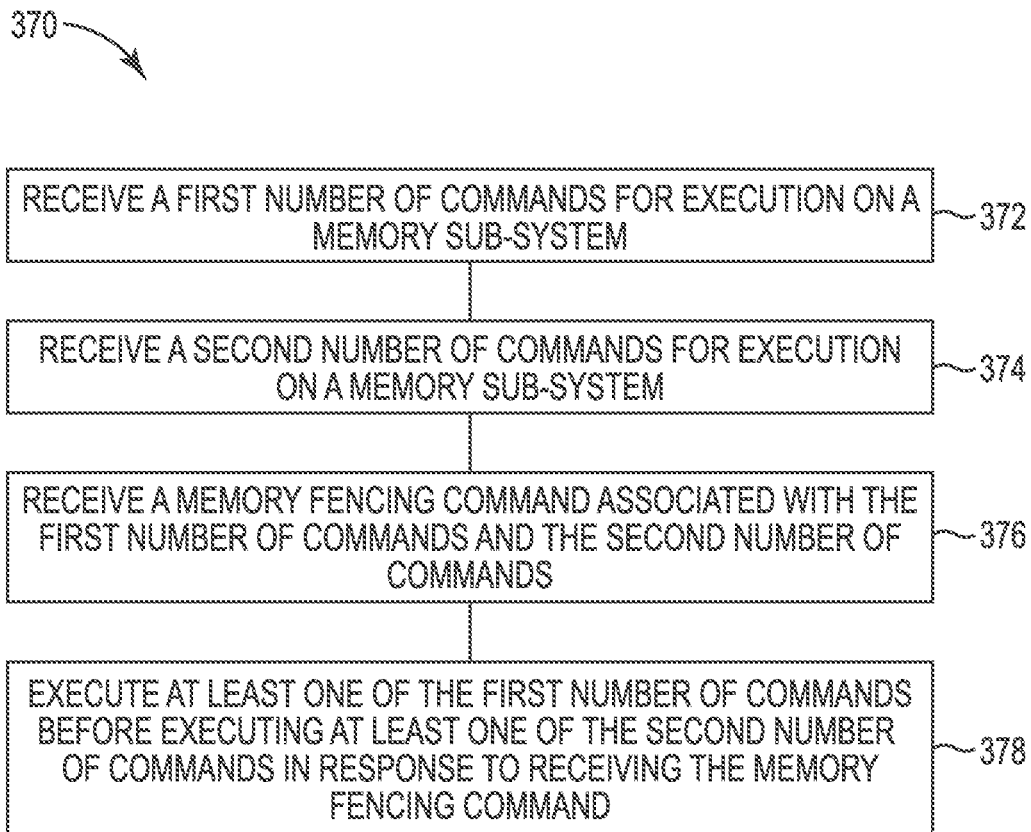 370
RECEIVE A FIRST NUMBER OF COMMANDS FOR EXECUTION ON A
MEMORY SUB-SYSTEM
372
RECEIVE A SECOND NUMBER OF COMMANDS FOR EXECUTION
ON A MEMORY SUB-SYSTEM
374
RECEIVE A MEMORY FENCING COMMAND ASSOCIATED WITH THE
FIRST NUMBER OF COMMANDS AND THE SECOND NUMBER OF
COMMANDS
376
EXECUTE AT LEAST ONE OF THE FIRST NUMBER OF COMMANDS
BEFORE EXECUTING AT LEAST ONE OF THE SECOND NUMBER
OF COMMANDS IN RESPONSE TO RECEIVING THE MEMORY
FENCING COMMAND
378